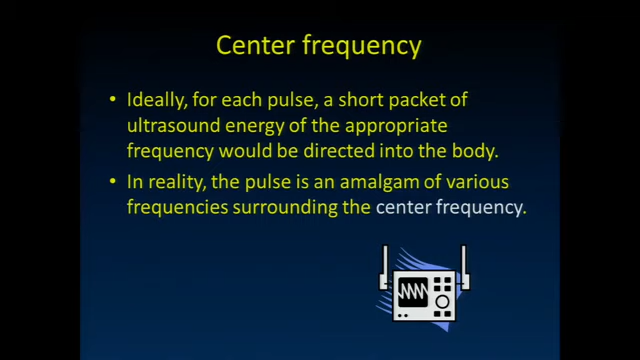 Center frequency
• Ideally, for each pulse, a short packet of
ultrasound energy of the appropriate
frequency would be directed into the body.
• In reality, the pulse is an amalgam of various
frequencies surrounding the center frequency.